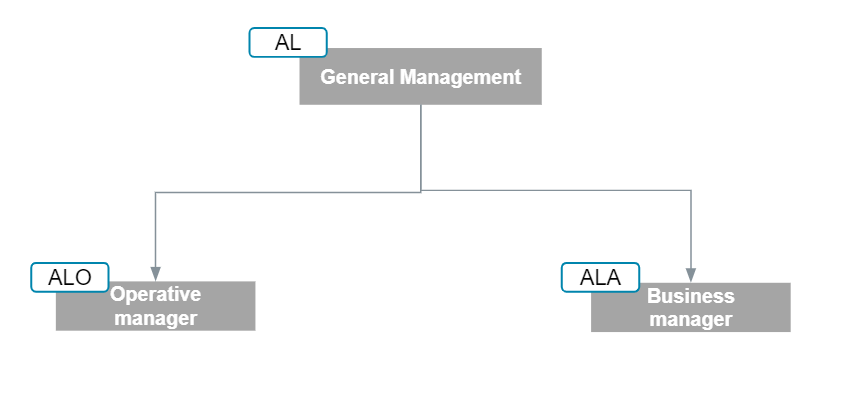 AL
General Management
ALO
Operative
manager
ALA
Business
manager